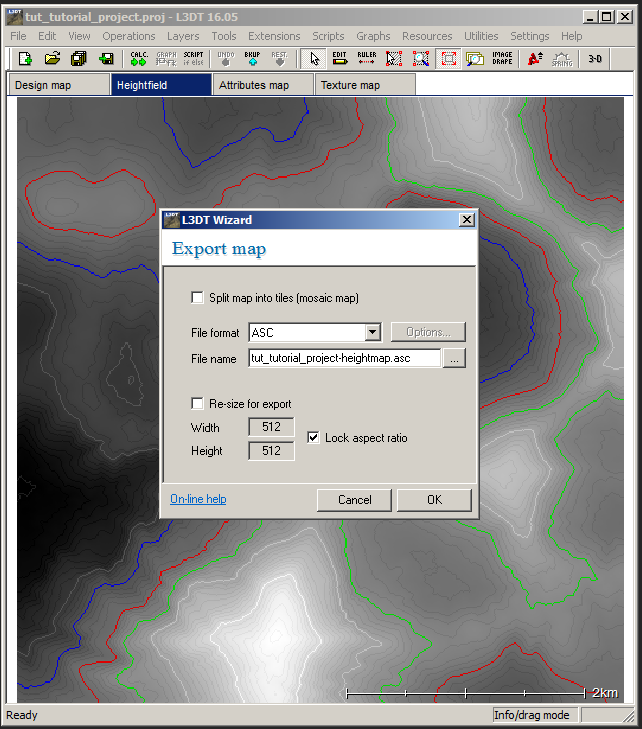 tut_tutorial_project.proj - L3DT 16.05
File Edit View Operations Layers Tools Extensions Scripts Graphs Resources Utilities Settings Help
CALC. GRAPH SCRIPT if else UNDO BKUP REST. EDIT RULER IMAGE DRAPE SPRING 3-D
Design map Heightfield Attributes map Texture map
L3DT Wizard
Export map
Split map into tiles (mosaic map)
File format ASC Options...
File name tut_tutorial_project-heightmap.asc ...
Re-size for export
Width 512
Lock aspect ratio
Height 512
On-line help Cancel OK
2km
Ready Info/drag mode